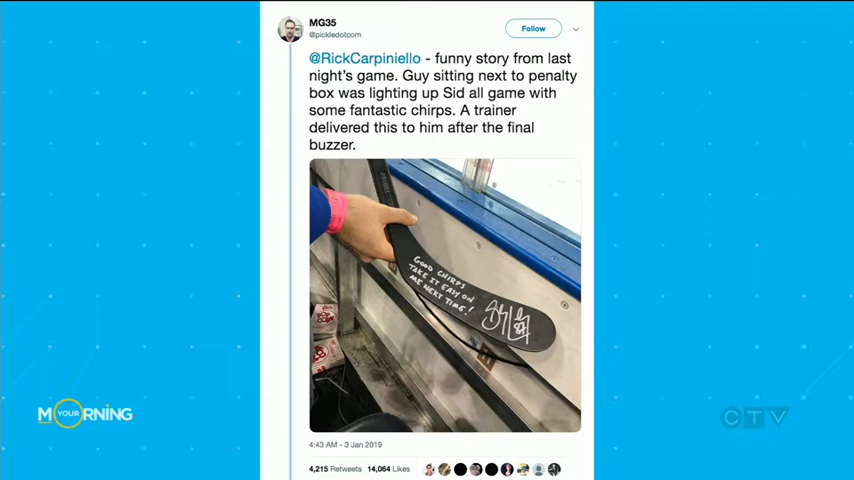 MG35
@pickledotcom
Follow
@RickCarpiniello - funny story from last
night's game. Guy sitting next to penalty
box was lighting up Sid all game with
some fantastic chirps. A trainer
delivered this to him after the final
buzzer.
GOOD CHIRPS
TAKE IT EASY ON
ME NEXT TIME!
87
4:43 AM - 3 Jan 2019
4,215 Retweets 14,064 Likes
YOUR MORNING
CTV